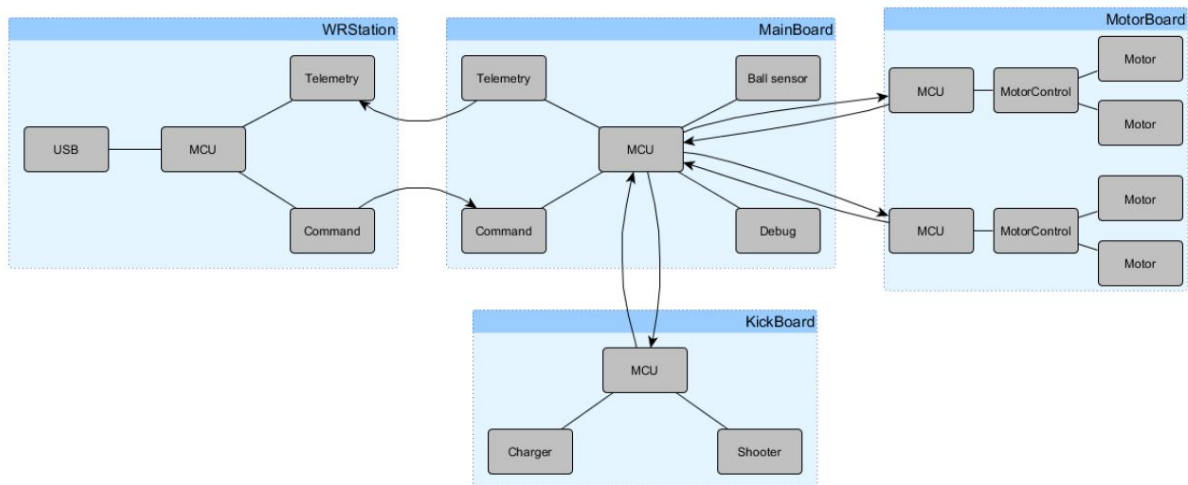 WRStation
Telemetry
USB
MCU
Command
MainBoard
Telemetry
Ball sensor
MCU
Command
Debug
MotorBoard
MCU
MotorControl
Motor
Motor
MCU
MotorControl
Motor
Motor
KickBoard
MCU
Charger
Shooter